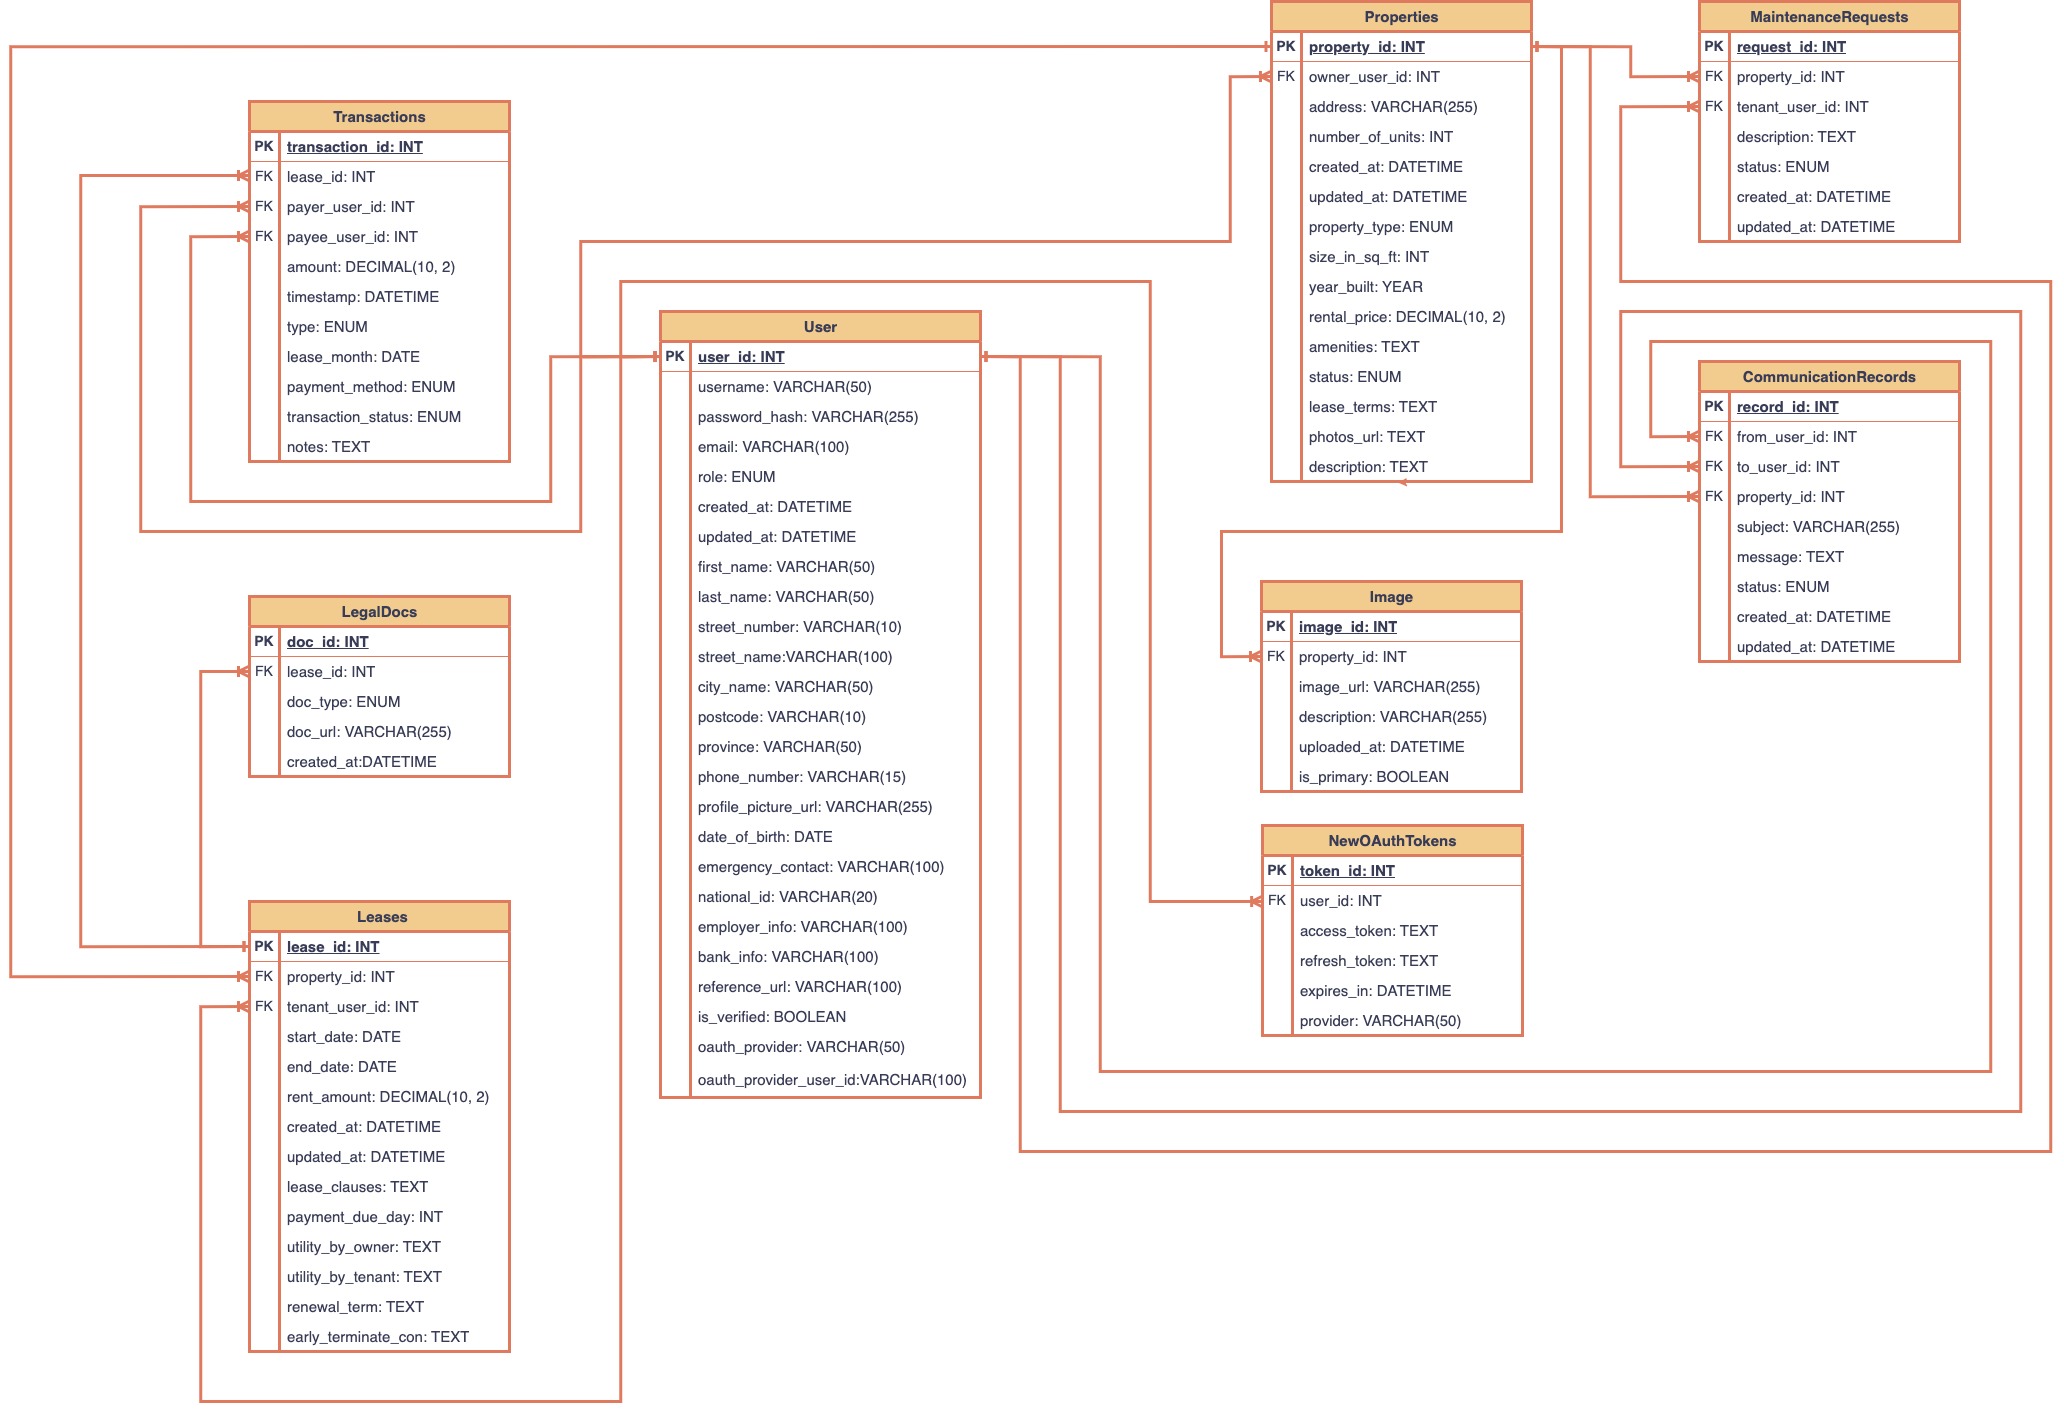 Properties
PK property_id: INT
FK owner_user_id: INT
address: VARCHAR(255)
number_of_units: INT
created_at: DATETIME
updated_at: DATETIME
property_type: ENUM
size_in_sq_ft: INT
year_built: YEAR
rental_price: DECIMAL(10, 2)
amenities: TEXT
status: ENUM
lease_terms: TEXT
photos_url: TEXT
description: TEXT
MaintenanceRequests
PK request_id: INT
FK property_id: INT
FK tenant_user_id: INT
description: TEXT
status: ENUM
created_at: DATETIME
updated_at: DATETIME
Transactions
PK transaction_id: INT
FK lease_id: INT
FK payer_user_id: INT
FK payee_user_id: INT
amount: DECIMAL(10, 2)
timestamp: DATETIME
type: ENUM
lease_month: DATE
payment_method: ENUM
transaction_status: ENUM
notes: TEXT
User
PK user_id: INT
username: VARCHAR(50)
password_hash: VARCHAR(255)
email: VARCHAR(100)
role: ENUM
created_at: DATETIME
updated_at: DATETIME
first_name: VARCHAR(50)
last_name: VARCHAR(50)
street_number: VARCHAR(10)
street_name:VARCHAR(100)
city_name: VARCHAR(50)
postcode: VARCHAR(10)
province: VARCHAR(50)
phone_number: VARCHAR(15)
profile_picture_url: VARCHAR(255)
date_of_birth: DATE
emergency_contact: VARCHAR(100)
national_id: VARCHAR(20)
employer_info: VARCHAR(100)
bank_info: VARCHAR(100)
reference_url: VARCHAR(100)
is_verified: BOOLEAN
oauth_provider: VARCHAR(50)
oauth_provider_user_id:VARCHAR(100)
CommunicationRecords
PK record_id: INT
FK from_user_id: INT
FK to_user_id: INT
FK property_id: INT
subject: VARCHAR(255)
message: TEXT
status: ENUM
created_at: DATETIME
updated_at: DATETIME
LegalDocs
PK doc_id: INT
FK lease_id: INT
doc_type: ENUM
doc_url: VARCHAR(255)
created_at:DATETIME
Image
PK image_id: INT
FK property_id: INT
image_url: VARCHAR(255)
description: VARCHAR(255)
uploaded_at: DATETIME
is_primary: BOOLEAN
NewOAuthTokens
PK token_id: INT
FK user_id: INT
access_token: TEXT
refresh_token: TEXT
expires_in: DATETIME
provider: VARCHAR(50)
Leases
PK lease_id: INT
FK property_id: INT
FK tenant_user_id: INT
start_date: DATE
end_date: DATE
rent_amount: DECIMAL(10, 2)
created_at: DATETIME
updated_at: DATETIME
lease_clauses: TEXT
payment_due_day: INT
utility_by_owner: TEXT
utility_by_tenant: TEXT
renewal_term: TEXT
early_terminate_con: TEXT